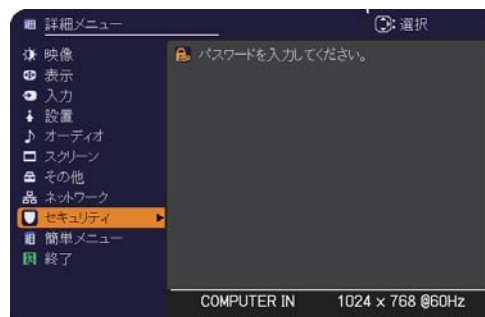 詳細メニュー
:選択
映像
表示
入力
設置
オーディオ
スクリーン
その他
ネットワーク
セキュリティ
簡単メニュー
終了
パスワードを入力してください。
COMPUTER IN 1024 x 768 @60Hz